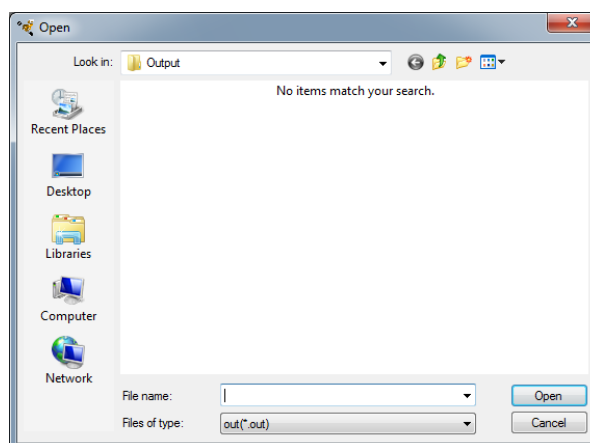 Open
Look in: Output
No items match your search.
Recent Places
Desktop
Libraries
Computer
Network
File name: Open
Files of type: out(*.out) Cancel